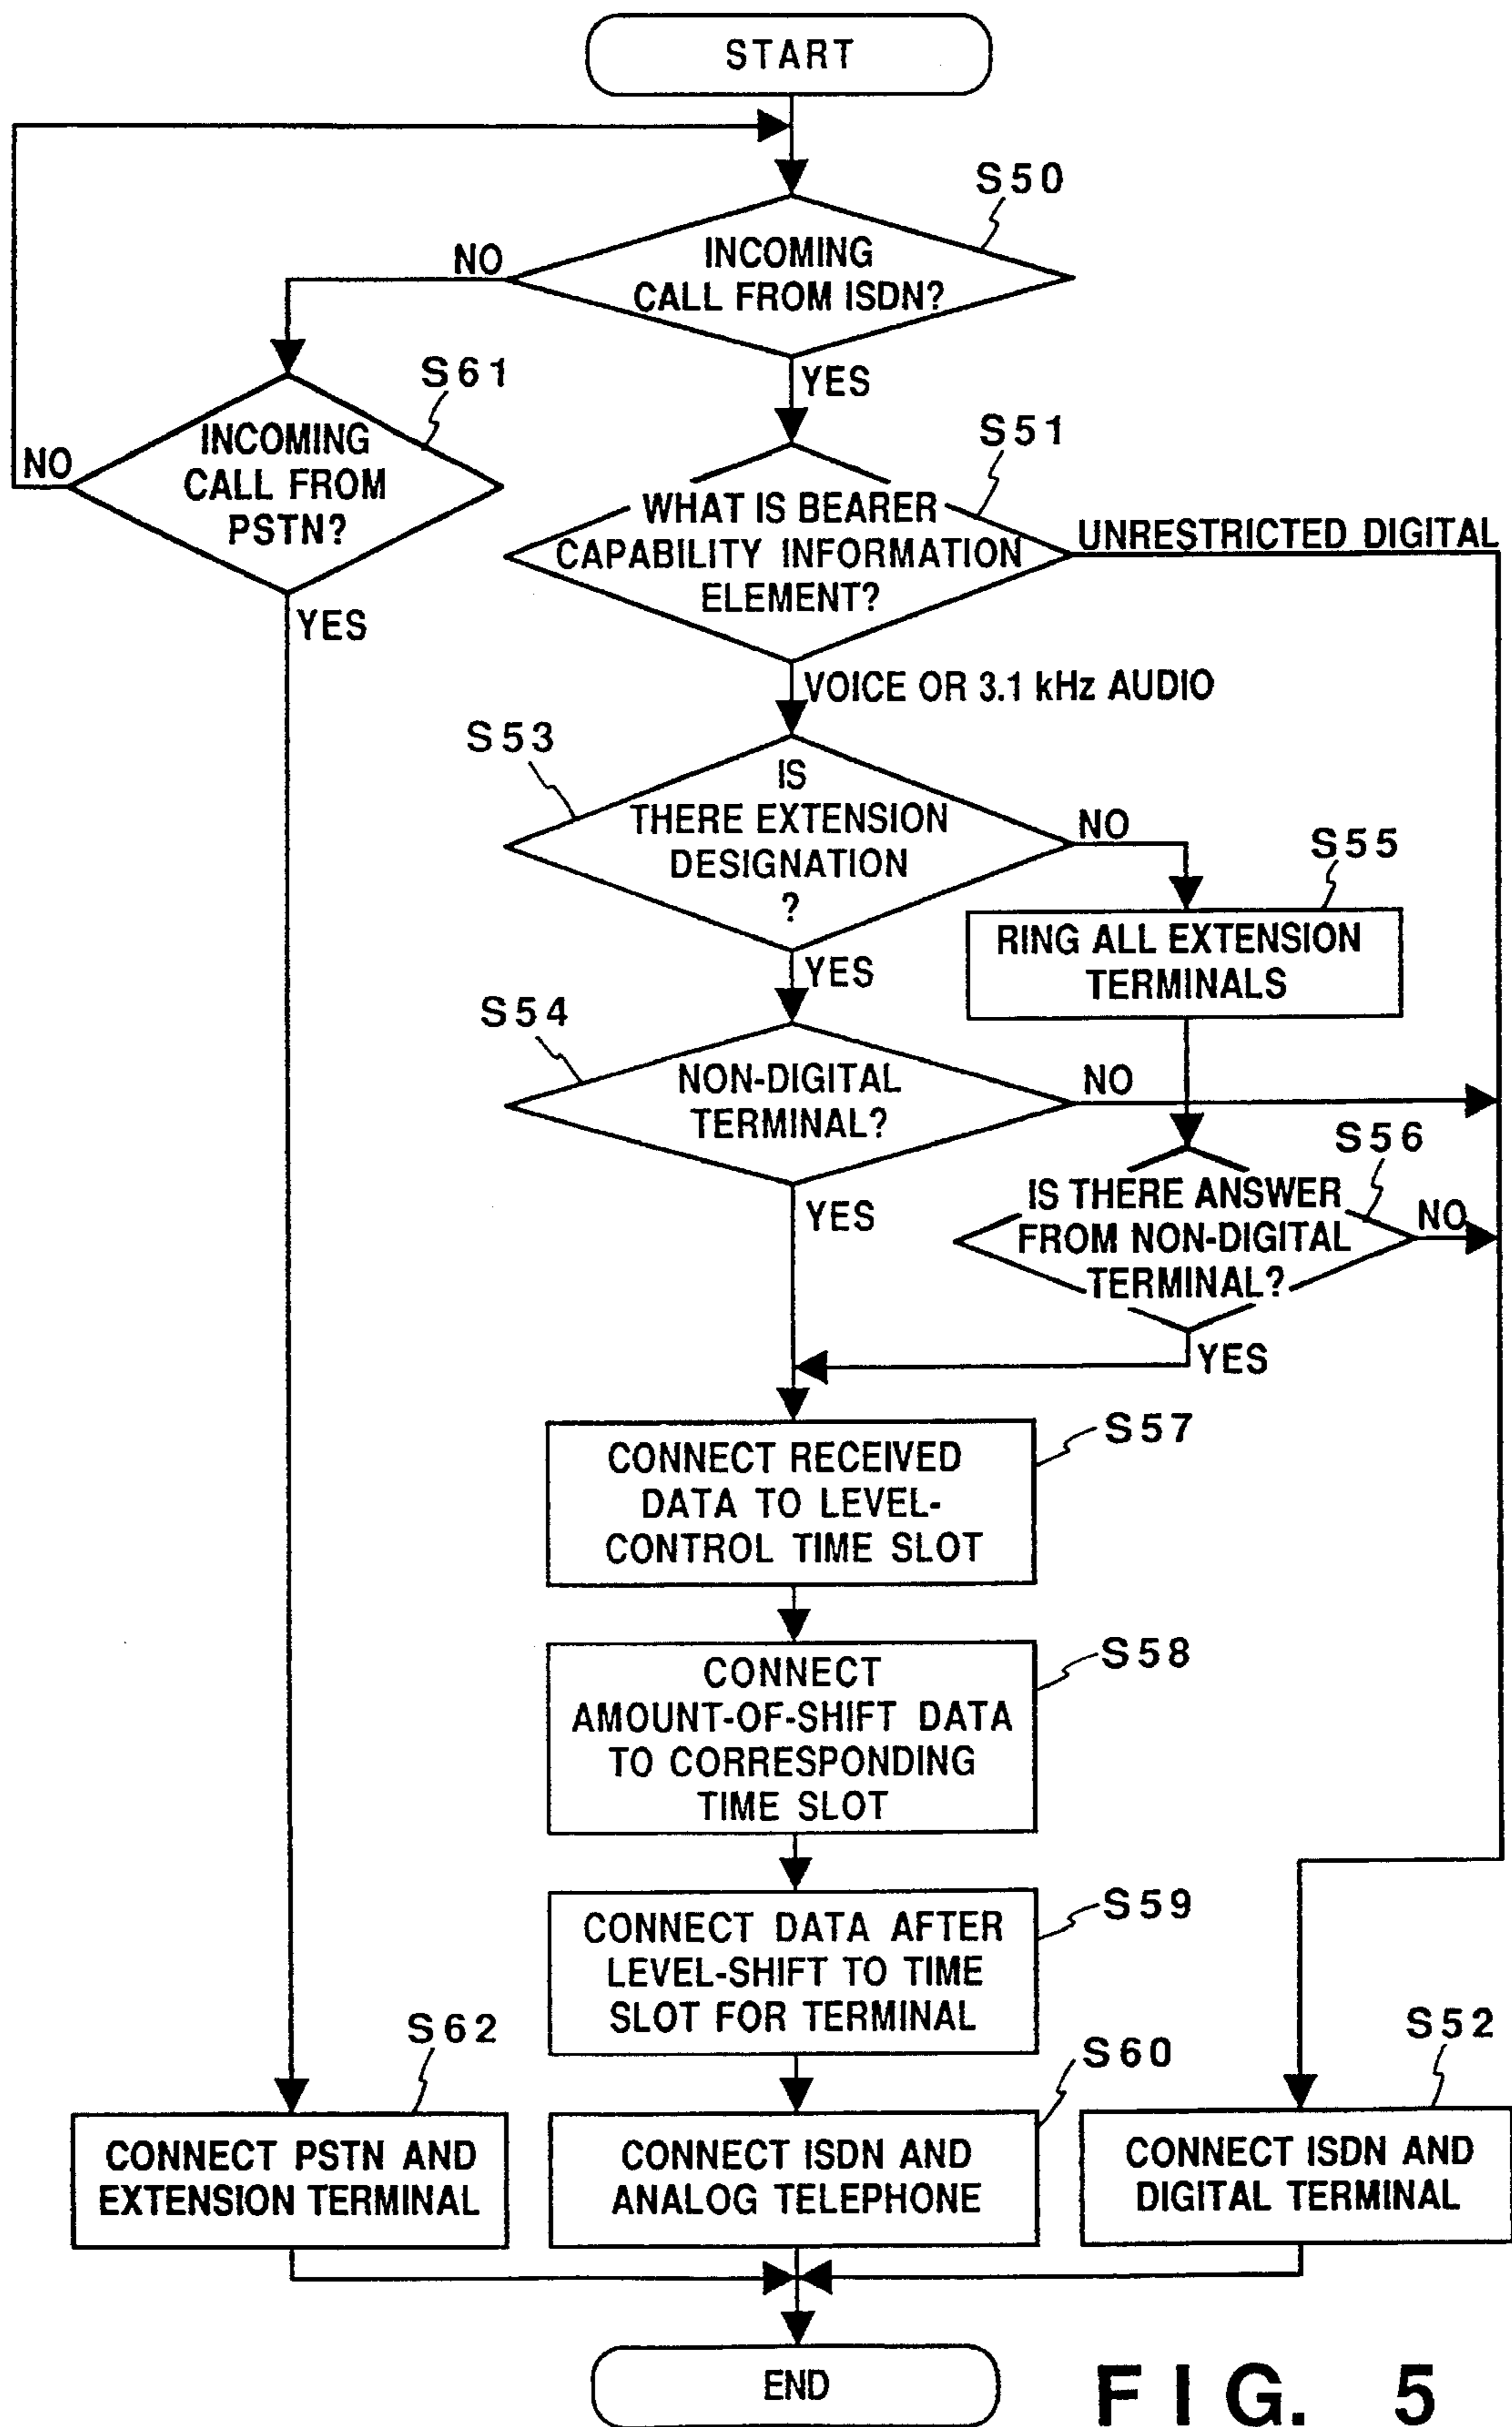 START
S50
INCOMING
CALL FROM ISDN?
NO
YES
S61
INCOMING
CALL FROM
PSTN?
NO
YES
S51
WHAT IS BEARER
CAPABILITY INFORMATION
ELEMENT?
UNRESTRICTED DIGITAL
VOICE OR 3.1 kHz AUDIO
S53
IS
THERE EXTENSION
DESIGNATION
?
NO
YES
S55
RING ALL EXTENSION
TERMINALS
S54
NON-DIGITAL
TERMINAL?
NO
YES
S56
IS THERE ANSWER
FROM NON-DIGITAL
TERMINAL?
NO
YES
S57
CONNECT RECEIVED
DATA TO LEVEL-
CONTROL TIME SLOT
S58
CONNECT
AMOUNT-OF-SHIFT DATA
TO CORRESPONDING
TIME SLOT
S59
CONNECT DATA AFTER
LEVEL-SHIFT TO TIME
SLOT FOR TERMINAL
S62
CONNECT PSTN AND
EXTENSION TERMINAL
S60
CONNECT ISDN AND
ANALOG TELEPHONE
S52
CONNECT ISDN AND
DIGITAL TERMINAL
END
FIG. 5